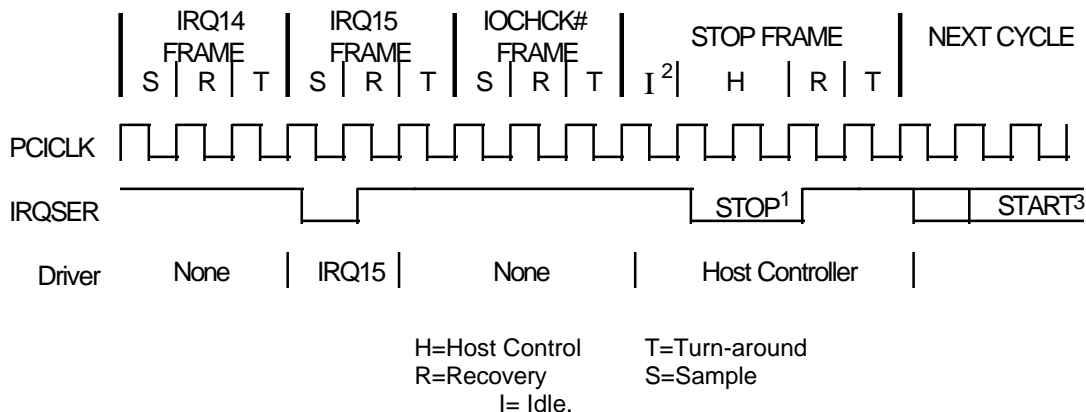 IRQ14 FRAME
IRQ15 FRAME
IOCHCK# FRAME
STOP FRAME
NEXT CYCLE
S R T S R T S R T I 2 H R T
PCICLK
IRQSER STOP1 START3
Driver None IRQ15 None Host Controller
H=Host Control T=Turn-around
R=Recovery S=Sample
I= Idle.